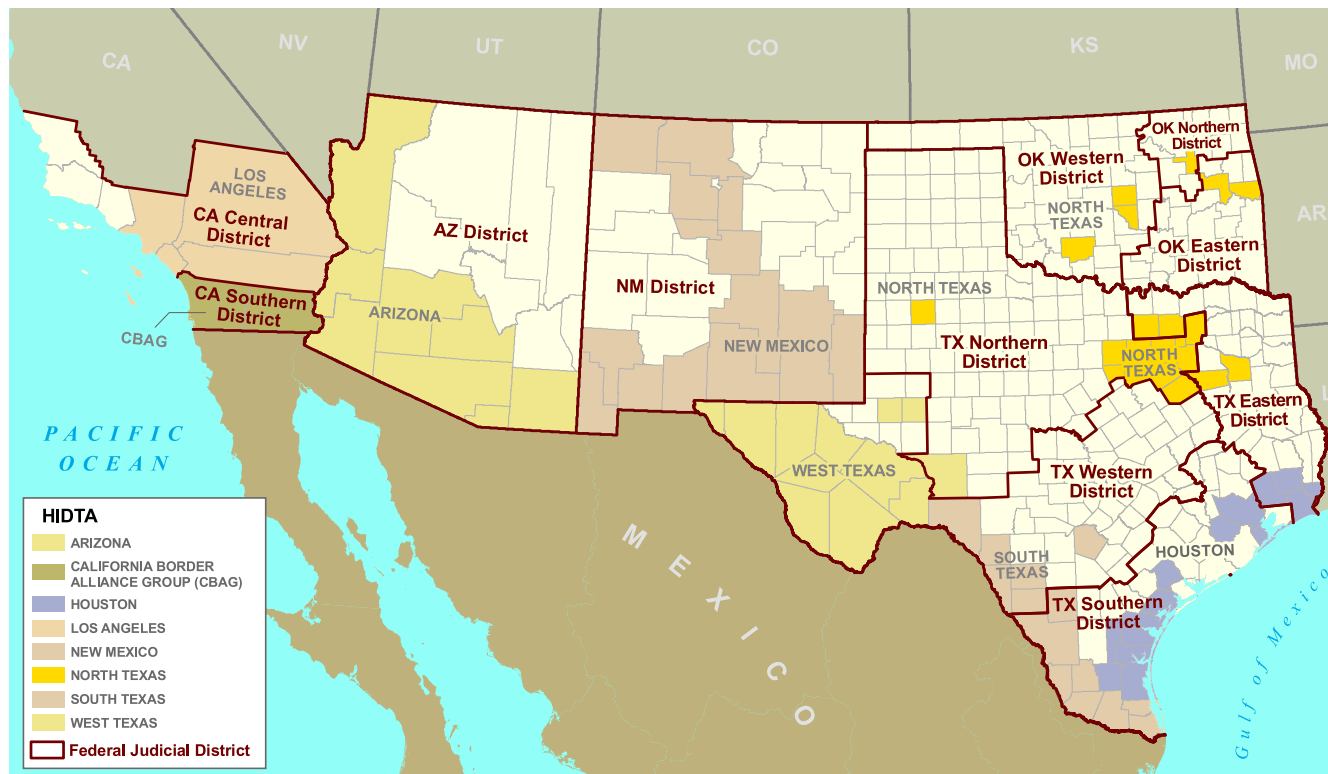 CA
NV
UT
CO
KS
MO
AR
L
OK Northern
District
OK Western
District
NORTH
TEXAS
OK Eastern
District
LOS
ANGELES
CA Central
District
AZ District
NM District
CA Southern
District
CBAG
ARIZONA
NEW MEXICO
NORTH TEXAS
TX Northern
District
NORTH
TEXAS
TX Eastern
District
WEST TEXAS
TX Western
District
SOUTH
TEXAS
HOUSTON
TX Southern
District
PACIFIC
OCEAN
MEXICO
Gulf of Mexico
HIDTA
ARIZONA
CALIFORNIA BORDER
ALLIANCE GROUP (CBAG)
HOUSTON
LOS ANGELES
NEW MEXICO
NORTH TEXAS
SOUTH TEXAS
WEST TEXAS
Federal Judicial District